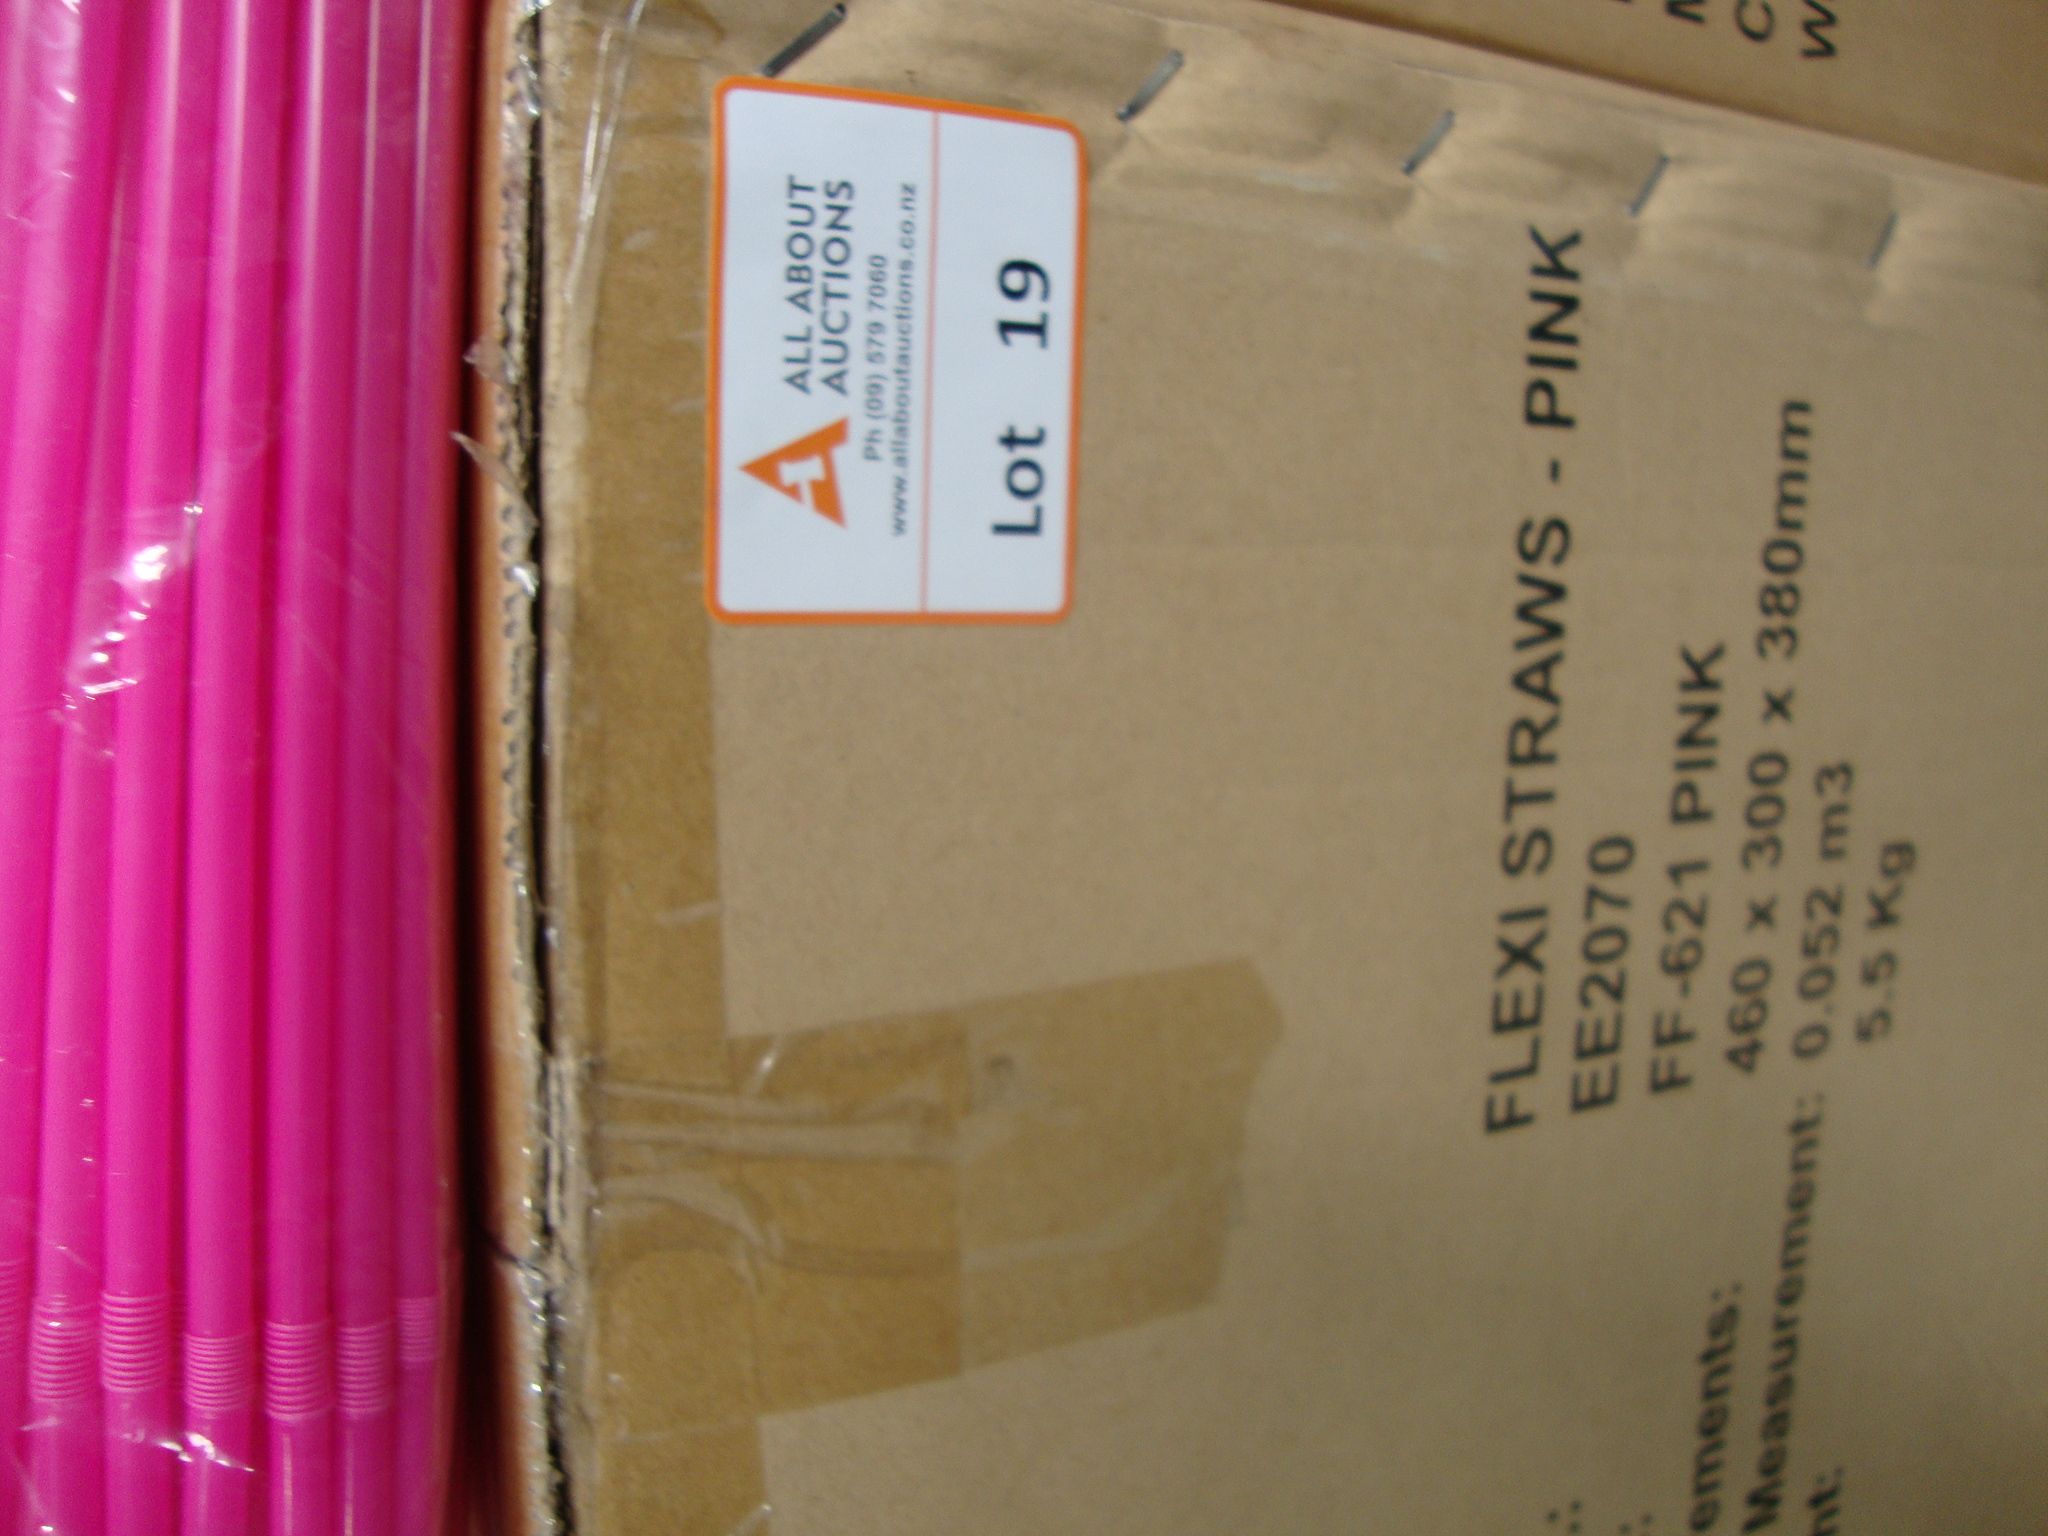 ALL ABOUT
AUCTIONS
Ph (09) 579 7060
www.allaboutauctions.co.nz
Lot 19
FLEXI STRAWS - PINK
EE2070
FF-621 PINK
460 x 300 x 380mm
Measurement: 0.052 m3
5.5 Kg